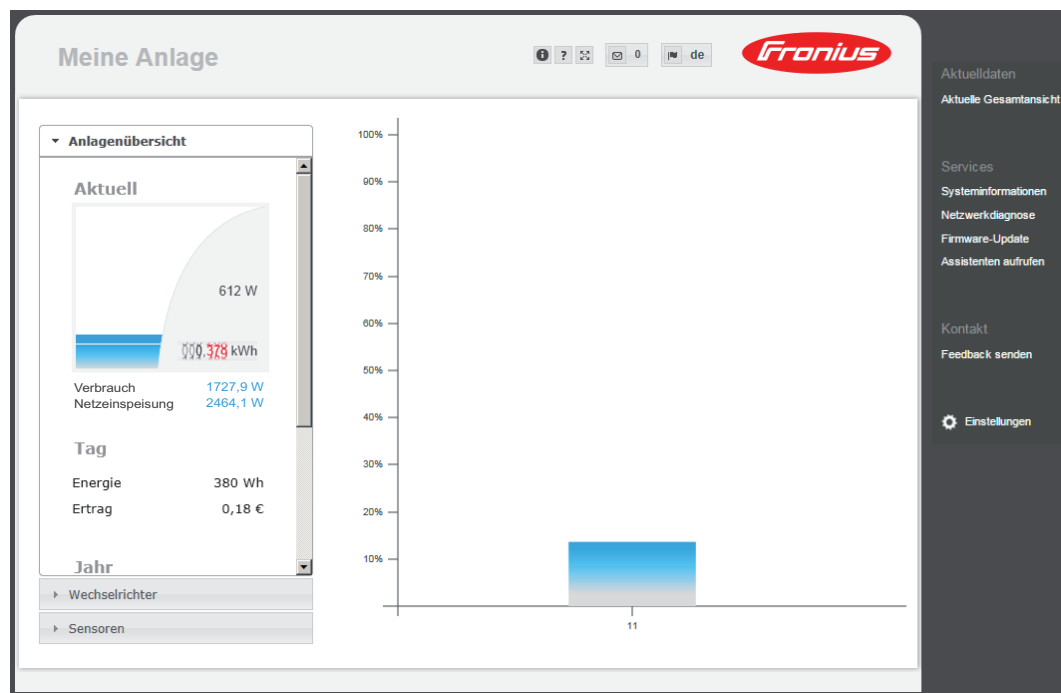 Meine Anlage
i ? 0 de
Fronius
Anlagenübersicht
Aktuell
612 W
000.379 kWh
Verbrauch 1727,9 W
Netzeinspeisung 2464,1 W
Tag
Energie 380 Wh
Ertrag 0,18 €
Jahr
Wechselrichter
Sensoren
100%
90%
80%
70%
60%
50%
40%
30%
20%
10%
11
Aktuelldaten
Aktuelle Gesamtansicht
Services
Systeminformationen
Netzwerkdiagnose
Firmware-Update
Assistenten aufrufen
Kontakt
Feedback senden
Einstellungen